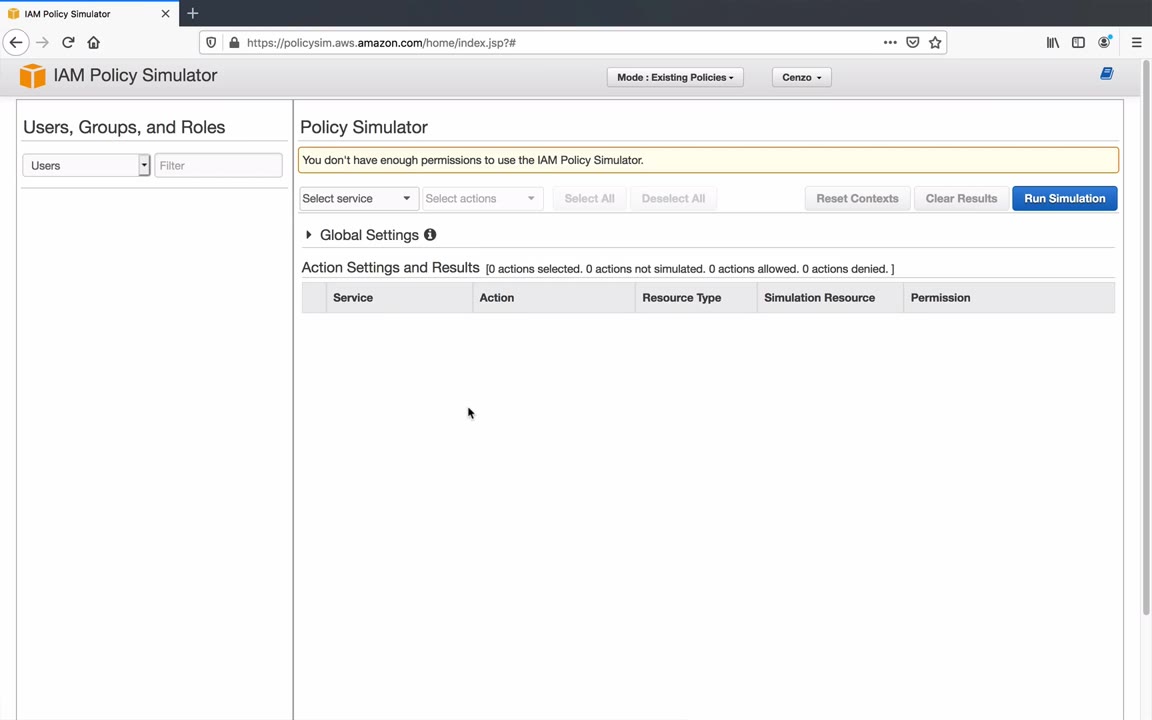 IAM Policy Simulator
https://policysim.aws.amazon.com/home/index.jsp?#
IAM Policy Simulator
Mode : Existing Policies
Cenzo
Users, Groups, and Roles
Users
Filter
Policy Simulator
You don't have enough permissions to use the IAM Policy Simulator.
Select service
Select actions
Select All
Deselect All
Reset Contexts
Clear Results
Run Simulation
Global Settings
Action Settings and Results [0 actions selected. 0 actions not simulated. 0 actions allowed. 0 actions denied. ]
Service Action Resource Type Simulation Resource Permission